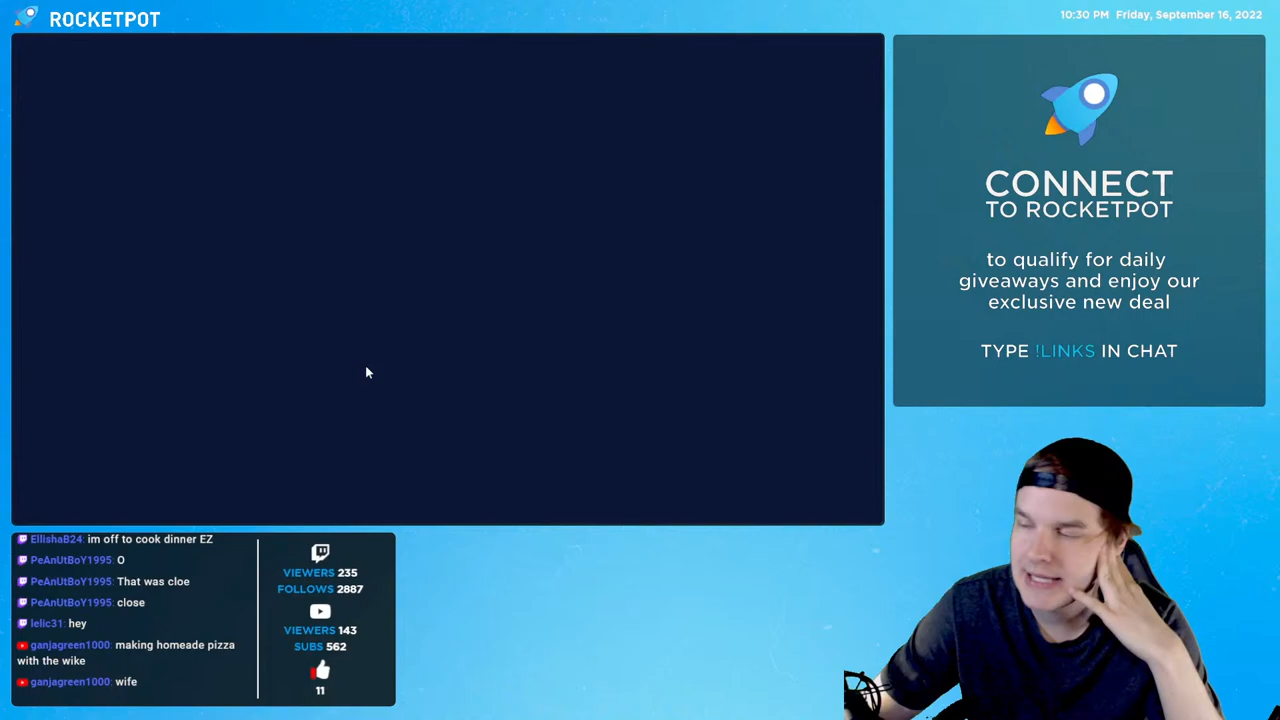 ROCKETPOT
10:30 PM Friday, September 16, 2022
CONNECT
TO ROCKETPOT
to qualify for daily
giveaways and enjoy our
exclusive new deal
TYPE !LINKS IN CHAT
EllishaB24: im off to cook dinner EZ
PeAnUtBoY1995: O
PeAnUtBoY1995: That was cloe
PeAnUtBoY1995: close
lelic31: hey
ganjagreen1000: making homeade pizza
with the wike
ganjagreen1000: wife
VIEWERS 235
FOLLOWS 2887
VIEWERS 143
SUBS 562
11